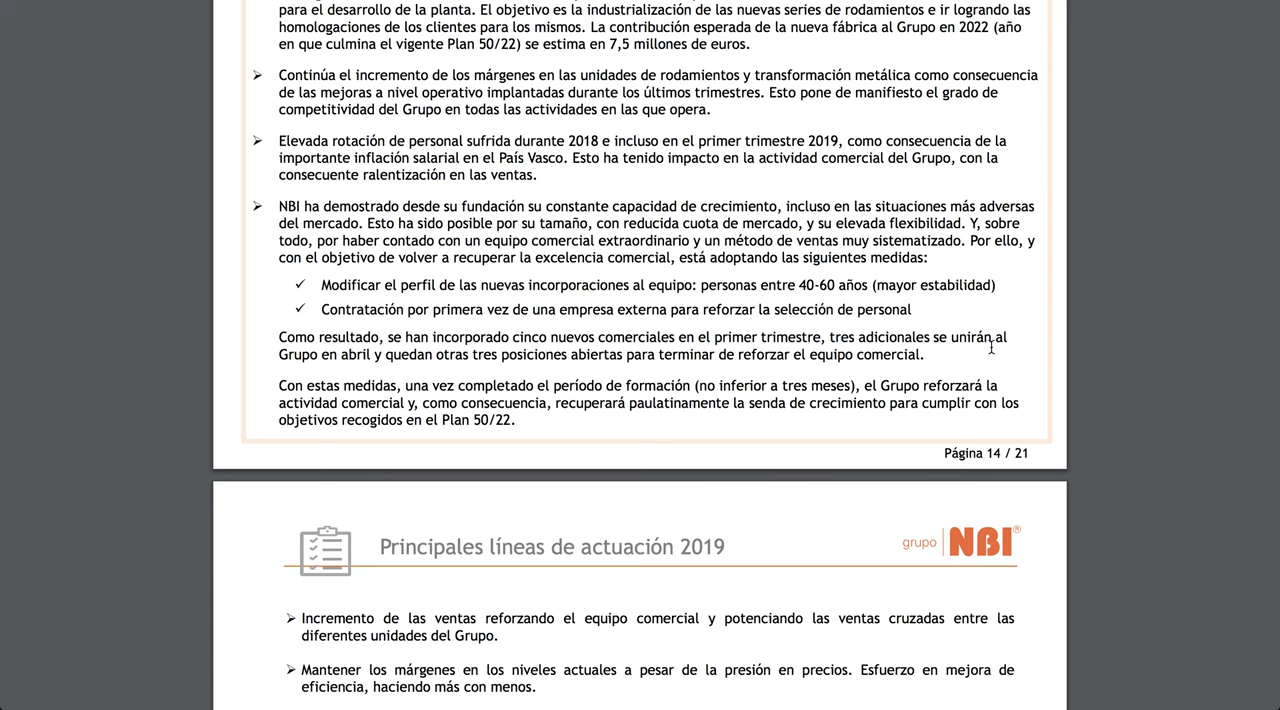 para el desarrollo de la planta. El objetivo es la industrialización de las nuevas series de rodamientos e ir logrando las
homologaciones de los clientes para los mismos. La contribución esperada de la nueva fábrica al Grupo en 2022 (año
en que culmina el vigente Plan 50/22) se estima en 7,5 millones de euros.
➢ Continúa el incremento de los márgenes en las unidades de rodamientos y transformación metálica como consecuencia
de las mejoras a nivel operativo implantadas durante los últimos trimestres. Esto pone de manifiesto el grado de
competitividad del Grupo en todas las actividades en las que opera.
➢ Elevada rotación de personal sufrida durante 2018 e incluso en el primer trimestre 2019, como consecuencia de la
importante inflación salarial en el País Vasco. Esto ha tenido impacto en la actividad comercial del Grupo, con la
consecuente ralentización en las ventas.
➢ NBI ha demostrado desde su fundación su constante capacidad de crecimiento, incluso en las situaciones más adversas
del mercado. Esto ha sido posible por su tamaño, con reducida cuota de mercado, y su elevada flexibilidad. Y, sobre
todo, por haber contado con un equipo comercial extraordinario y un método de ventas muy sistematizado. Por ello, y
con el objetivo de volver a recuperar la excelencia comercial, está adoptando las siguientes medidas:
✓ Modificar el perfil de las nuevas incorporaciones al equipo: personas entre 40-60 años (mayor estabilidad)
✓ Contratación por primera vez de una empresa externa para reforzar la selección de personal
Como resultado, se han incorporado cinco nuevos comerciales en el primer trimestre, tres adicionales se unirán al
Grupo en abril y quedan otras tres posiciones abiertas para terminar de reforzar el equipo comercial.
Con estas medidas, una vez completado el período de formación (no inferior a tres meses), el Grupo reforzará la
actividad comercial y, como consecuencia, recuperará paulatinamente la senda de crecimiento para cumplir con los
objetivos recogidos en el Plan 50/22.
Página 14 / 21
Principales líneas de actuación 2019
grupo NBI®
➢ Incremento de las ventas reforzando el equipo comercial y potenciando las ventas cruzadas entre las
diferentes unidades del Grupo.
➢ Mantener los márgenes en los niveles actuales a pesar de la presión en precios. Esfuerzo en mejora de
eficiencia, haciendo más con menos.